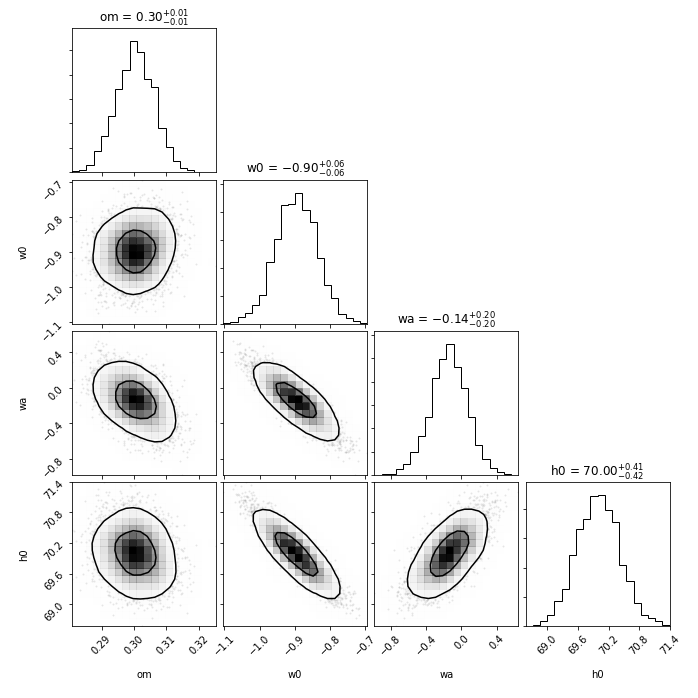 om = 0.30+0.01−0.01
w0 = −0.90+0.06−0.06
−0.7
−0.8
−0.9
−1.0
−1.1
w0
wa = −0.14+0.20−0.20
0.4
0.0
−0.4
−0.8
wa
h0 = 70.00+0.41−0.42
71.4
70.8
70.2
69.6
69.0
h0
0.29 0.30 0.31 0.32
−1.1 −1.0 −0.9 −0.8 −0.7
−0.8 −0.4 0.0 0.4
69.0 69.6 70.2 70.8 71.4
om w0 wa h0